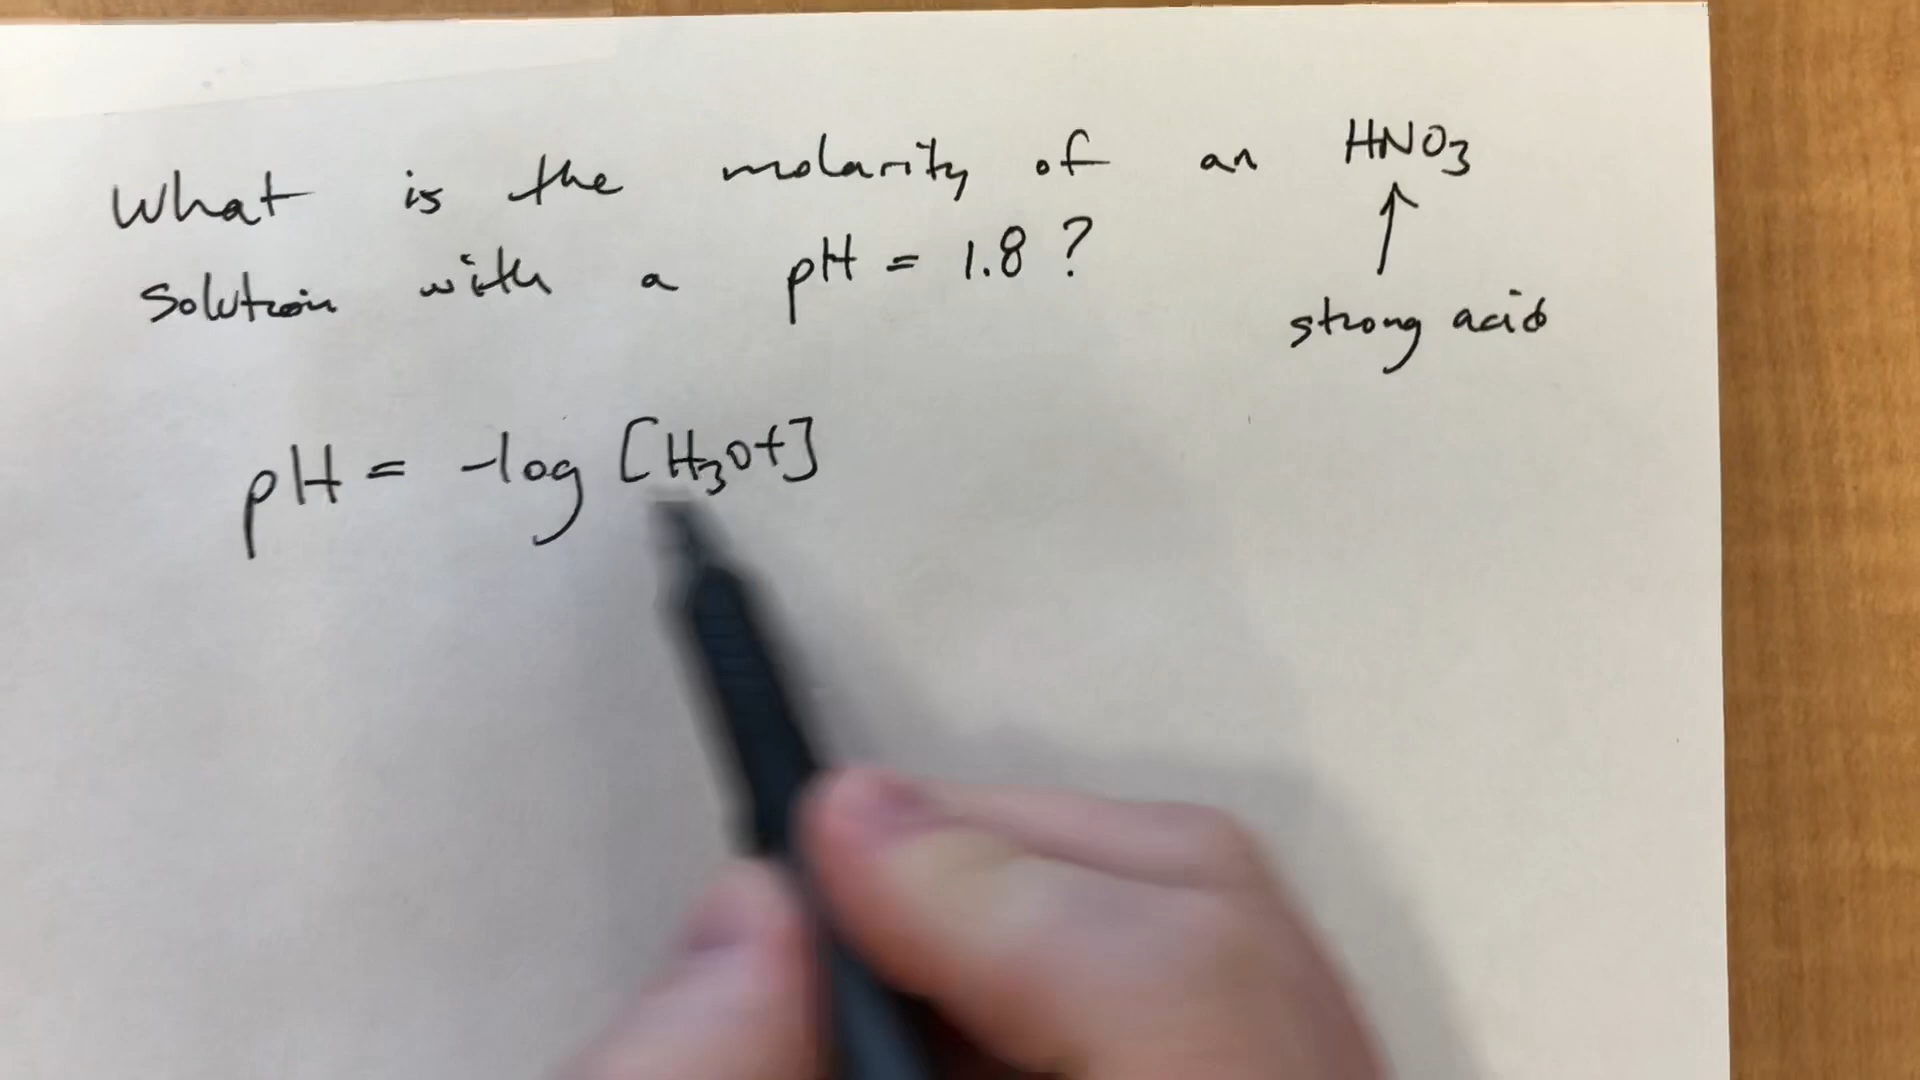 What is the molarity of an HNO3
solution with a pH = 1.8 ?
strong acid
pH = -log [H3O+]